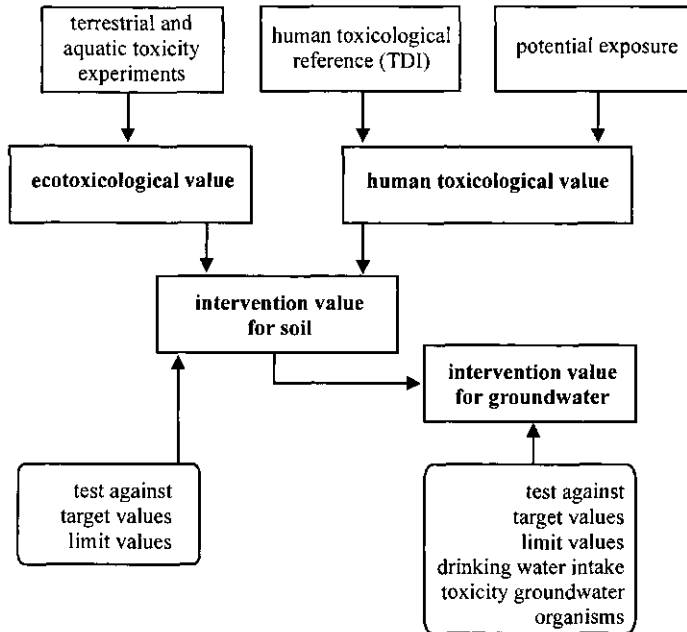 terrestrial and
aquatic toxicity
experiments
human toxicological
reference (TDI)
potential exposure
ecotoxicological value
human toxicological value
intervention value
for soil
intervention value
for groundwater
test against
target values
limit values
test against
target values
limit values
drinking water intake
toxicity groundwater
organisms